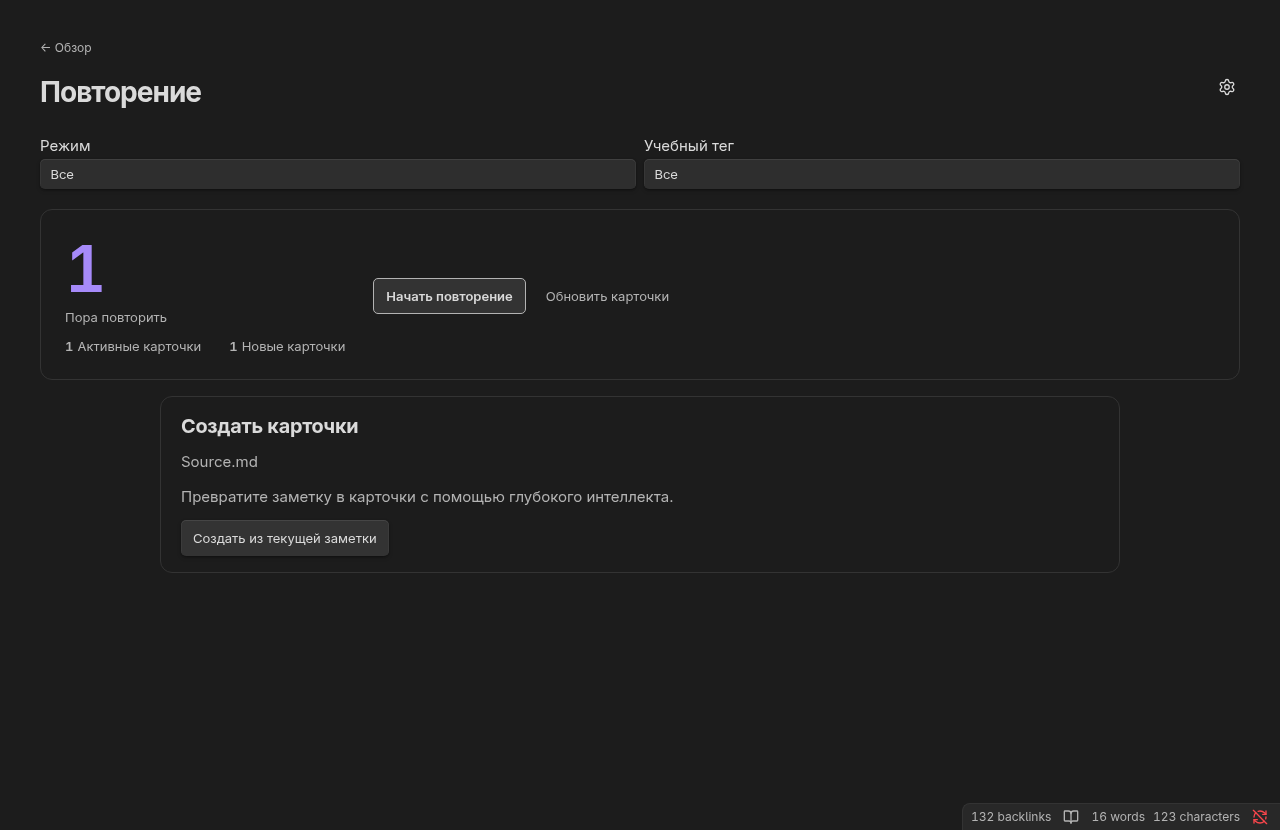 ← Обзор
Повторение
Режим
Учебный тег
Все
Все
1
Пора повторить
1 Активные карточки
1 Новые карточки
Начать повторение
Обновить карточки
Создать карточки
Source.md
Превратите заметку в карточки с помощью глубокого интеллекта.
Создать из текущей заметки
132 backlinks
16 words
123 characters